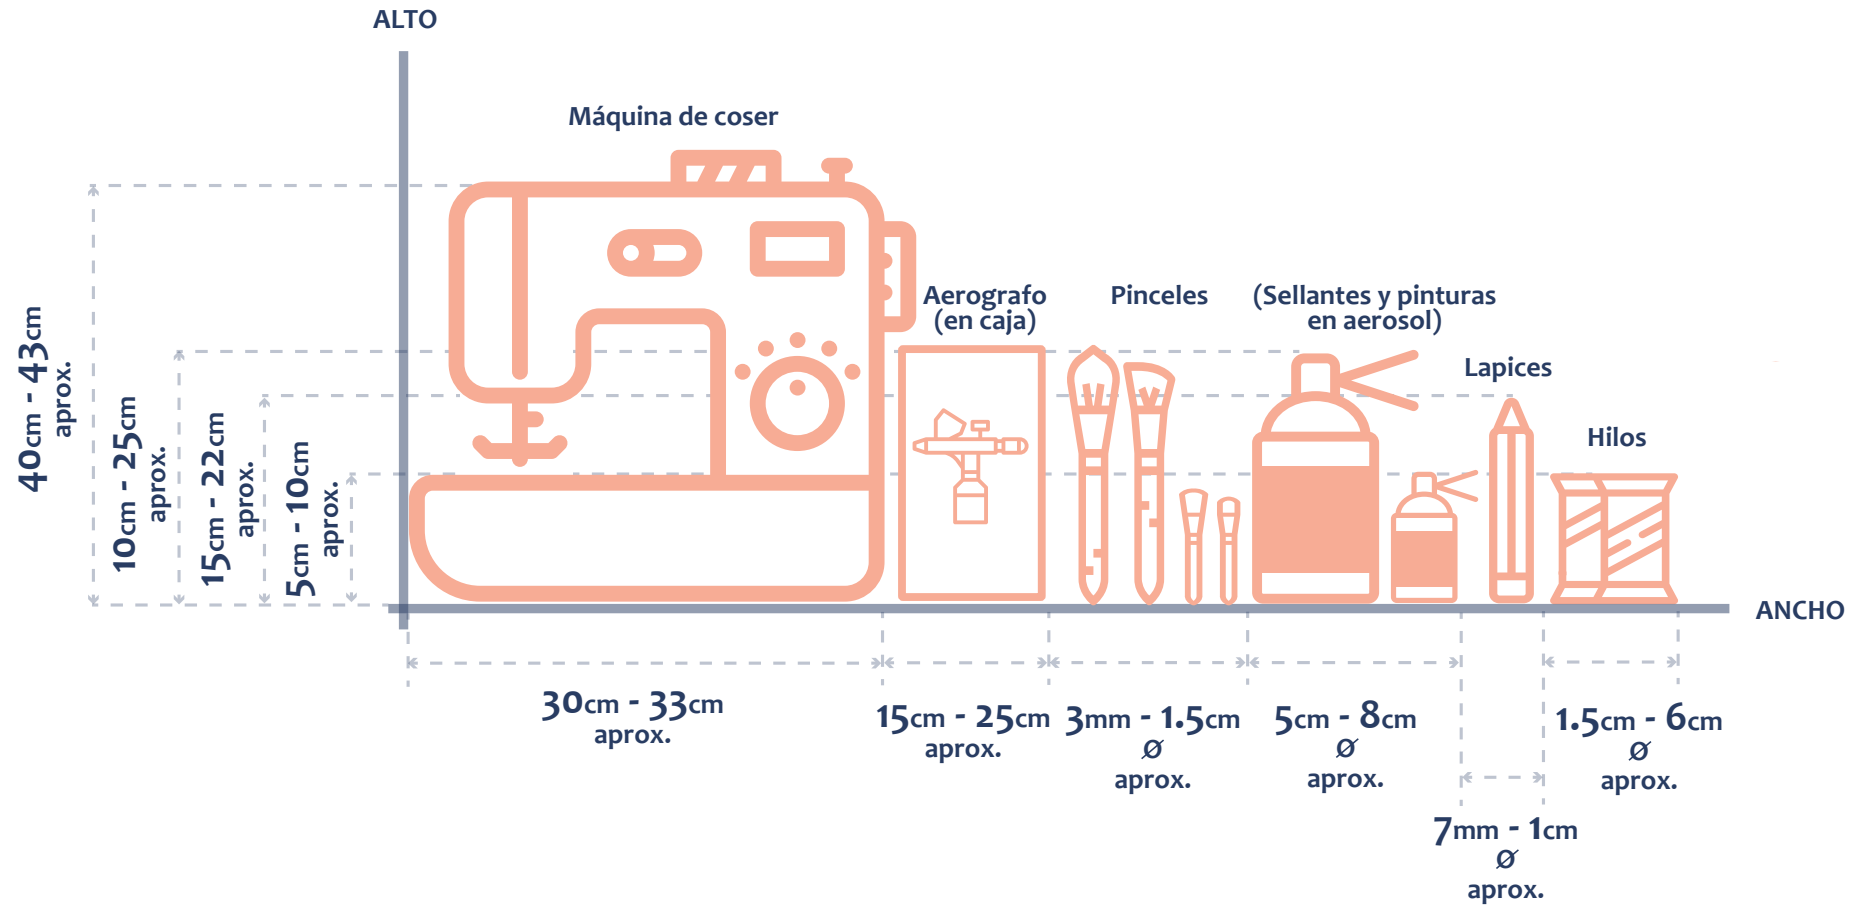 ALTO
Máquina de coser
Aerografo
(en caja)
Pinceles
(Sellantes y pinturas
en aerosol)
Lapices
Hilos
40cm - 43cm
aprox.
10cm - 25cm
aprox.
15cm - 22cm
aprox.
5cm - 10cm
aprox.
ANCHO
30cm - 33cm
aprox.
15cm - 25cm
aprox.
3mm - 1.5cm
Ø
aprox.
5cm - 8cm
Ø
aprox.
7mm - 1cm
Ø
aprox.
1.5cm - 6cm
Ø
aprox.